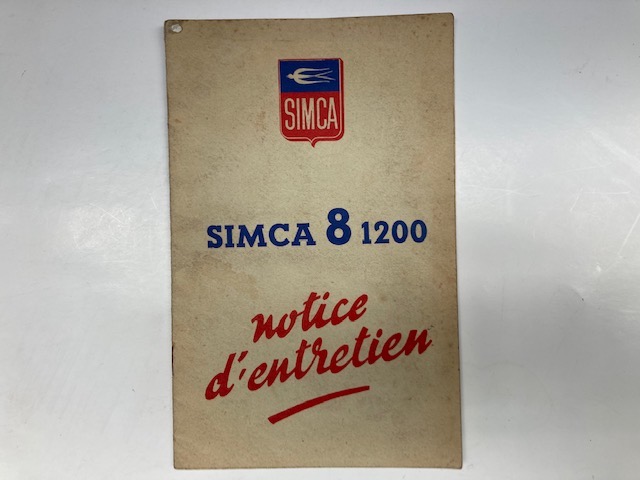 SIMCA
SIMCA 8 1200
notice
d'entretien